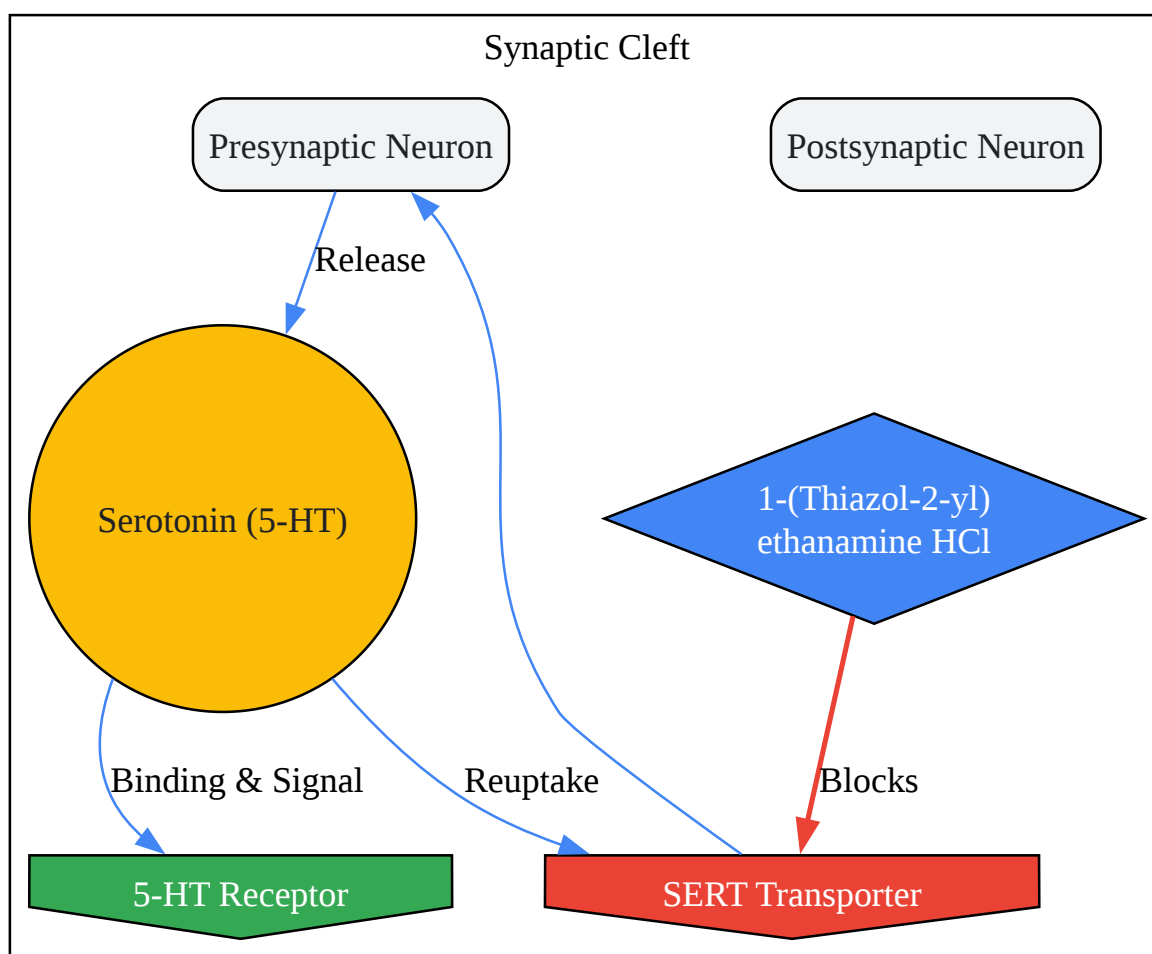 Synaptic Cleft
Presynaptic Neuron
Postsynaptic Neuron
Release
Serotonin (5-HT)
1-(Thiazol-2-yl)
ethanamine HCl
Binding & Signal
Reuptake
Blocks
5-HT Receptor
SERT Transporter